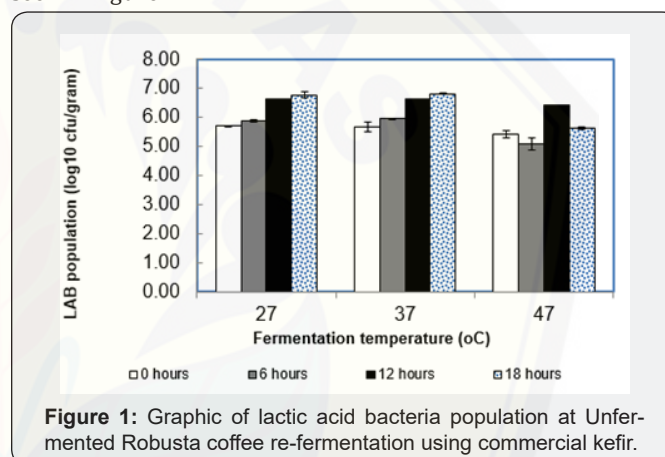 8.00
7.00
6.00
5.00
4.00
3.00
2.00
1.00
0.00
LAB population (log10 cfu/gram)
27 37 47
Fermentation temperature (oC)
0 hours 6 hours 12 hours 18 hours
Figure 1: Graphic of lactic acid bacteria population at Unfer-
mented Robusta coffee re-fermentation using commercial kefir.